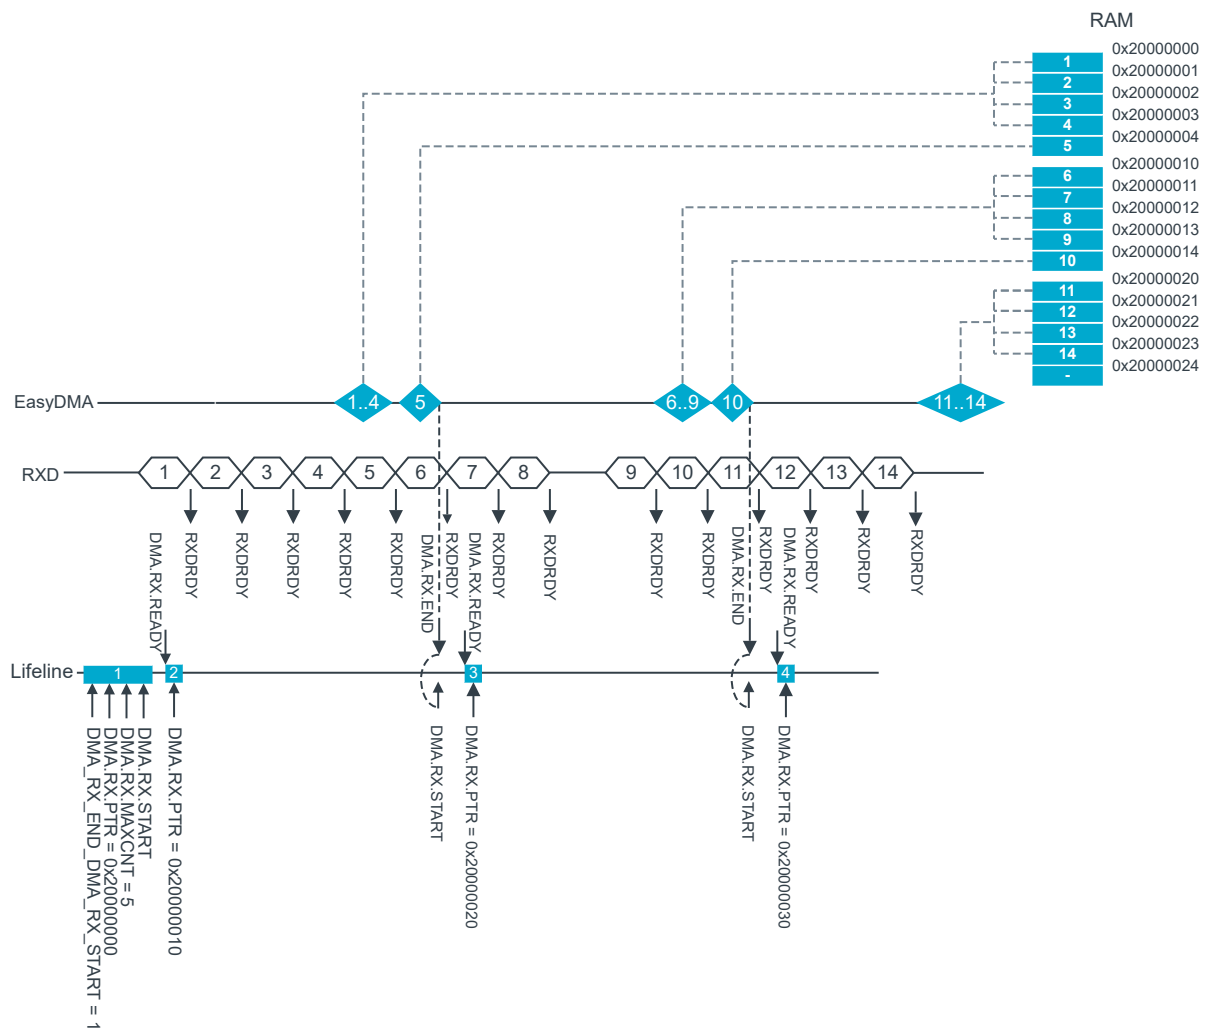 RAM
0x20000000
1
0x20000001
2
0x20000002
3
0x20000003
4
0x20000004
5
0x20000010
6
0x20000011
7
0x20000012
8
0x20000013
9
0x20000014
10
0x20000020
11
0x20000021
12
0x20000022
13
0x20000023
14
0x20000024
-
EasyDMA
1..4
5
6..9
10
11..14
RXD
1
2
3
4
5
6
7
8
9
10
11
12
13
14
DMA.RX.READY
RXDRDY
RXDRDY
RXDRDY
RXDRDY
RXDRDY
DMA.RX.END
RXDRDY
DMA.RX.READY
RXDRDY
RXDRDY
RXDRDY
RXDRDY
DMA.RX.END
RXDRDY
DMA.RX.READY
RXDRDY
RXDRDY
RXDRDY
Lifeline
1
2
3
4
DMA_RX_END_DMA_RX_START = 1
DMA.RX.PTR = 0x20000000
DMA.RX.MAXCNT = 5
DMA.RX.START
DMA.RX.PTR = 0x20000010
DMA.RX.START
DMA.RX.PTR = 0x20000020
DMA.RX.START
DMA.RX.PTR = 0x20000030